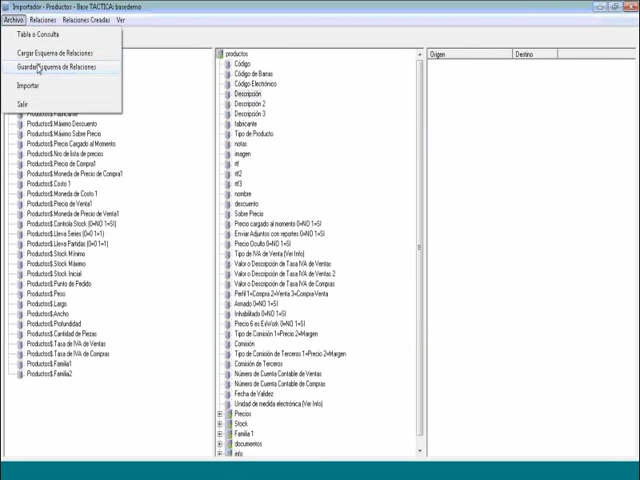 Importador - Productos - Base TACTICA: basedemo
Archivo Relaciones Relaciones Creadas Ver
Tabla o Consulta
Cargar Esquema de Relaciones
Guardar Esquema de Relaciones
Importar
Salir
Productos$.Fabricante
Productos$.Máximo Descuento
Productos$.Máximo Sobre Precio
Productos$.Precio Cargado al Momento
Productos$.Nro de lista de precios
Productos$.Precio de Compra1
Productos$.Moneda de Precio de Compra1
Productos$.Costo 1
Productos$.Moneda de Costo 1
Productos$.Precio de Venta1
Productos$.Moneda de Precio de Venta1
Productos$.Controla Stock (0=NO 1=SI)
Productos$.Lleva Series (0=0 1=1)
Productos$.Lleva Partidas (0=0 1=1)
Productos$.Stock Mínimo
Productos$.Stock Máximo
Productos$.Stock Inicial
Productos$.Punto de Pedido
Productos$.Peso
Productos$.Largo
Productos$.Ancho
Productos$.Profundidad
Productos$.Cantidad de Piezas
Productos$.Tasa de IVA de Ventas
Productos$.Tasa de IVA de Compras
Productos$.Familia1
Productos$.Familia2
productos
Código
Código de Barras
Código Electrónico
Descripción
Descripción 2
Descripción 3
fabricante
Tipo de Producto
notas
imagen
rtf
rtf2
rtf3
nombre
descuento
Sobre Precio
Precio cargado al momento 0=NO 1=SI
Enviar Adjuntos con reportes 0=NO 1=SI
Precio Oculto 0=NO 1=SI
Tipo de IVA de Venta (Ver Info)
Valor o Descripción de Tasa IVA de Ventas
Valor o Descripción de Tasa IVA de Ventas 2
Valor o Descripción de Tasa IVA de Compras
Perfil 1=Compra 2=Venta 3=CompraVenta
Armado 0=NO 1=SI
Inhabilitado 0=NO 1=SI
Precio 6 es ExWork 0=NO 1=SI
Tipo de Comisión 1=Precio 2=Margen
Comisión
Tipo de Comisión de Terceros 1=Precio 2=Margen
Comisión de Terceros
Número de Cuenta Contable de Ventas
Número de Cuenta Contable de Compras
Fecha de Validez
Unidad de medida electrónica (Ver Info)
Precios
Stock
Familia 1
documentos
info
Origen Destino